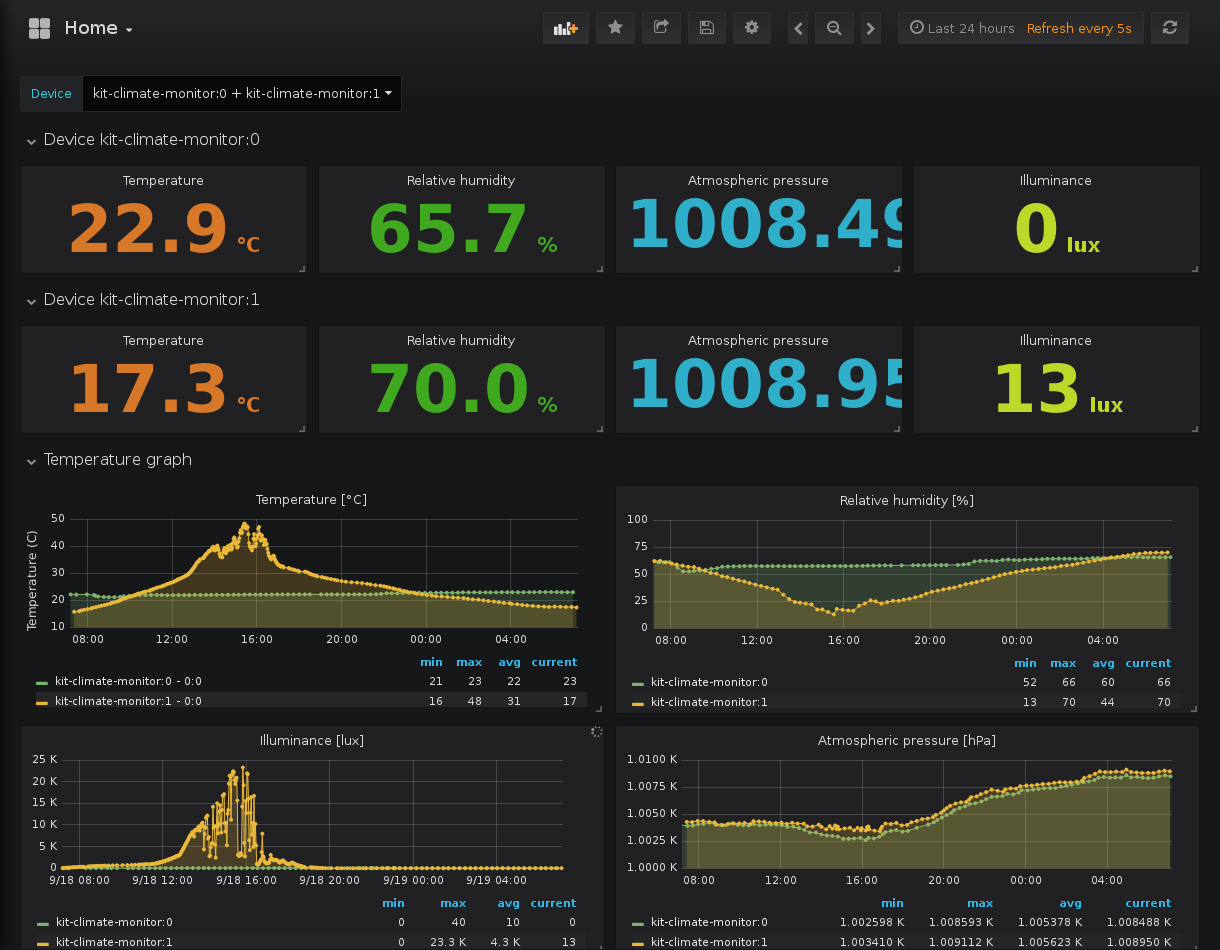 Home
Last 24 hours Refresh every 5s
Device kit-climate-monitor:0 + kit-climate-monitor:1
Device kit-climate-monitor:0
Temperature Relative humidity Atmospheric pressure Illuminance
22.9 °C 65.7 % 1008.49 0 lux
Device kit-climate-monitor:1
Temperature Relative humidity Atmospheric pressure Illuminance
17.3 °C 70.0 % 1008.95 13 lux
Temperature graph
Temperature [°C]
Temperature (C)
50
40
30
20
10
08:00 12:00 16:00 20:00 00:00 04:00
min max avg current
kit-climate-monitor:0 - 0:0 21 23 22 23
kit-climate-monitor:1 - 0:0 16 48 31 17
Relative humidity [%]
100
75
50
25
0
08:00 12:00 16:00 20:00 00:00 04:00
min max avg current
kit-climate-monitor:0 52 66 60 66
kit-climate-monitor:1 13 70 44 70
Illuminance [lux]
25 K
20 K
15 K
10 K
5 K
0
9/18 08:00 9/18 12:00 9/18 16:00 9/18 20:00 9/19 00:00 9/19 04:00
min max avg current
kit-climate-monitor:0 0 40 10 0
kit-climate-monitor:1 0 23.3 K 4.3 K 13
Atmospheric pressure [hPa]
1.0100 K
1.0075 K
1.0050 K
1.0025 K
1.0000 K
08:00 12:00 16:00 20:00 00:00 04:00
min max avg current
kit-climate-monitor:0 1.002598 K 1.008593 K 1.005378 K 1.008488 K
kit-climate-monitor:1 1.003410 K 1.009112 K 1.005623 K 1.008950 K